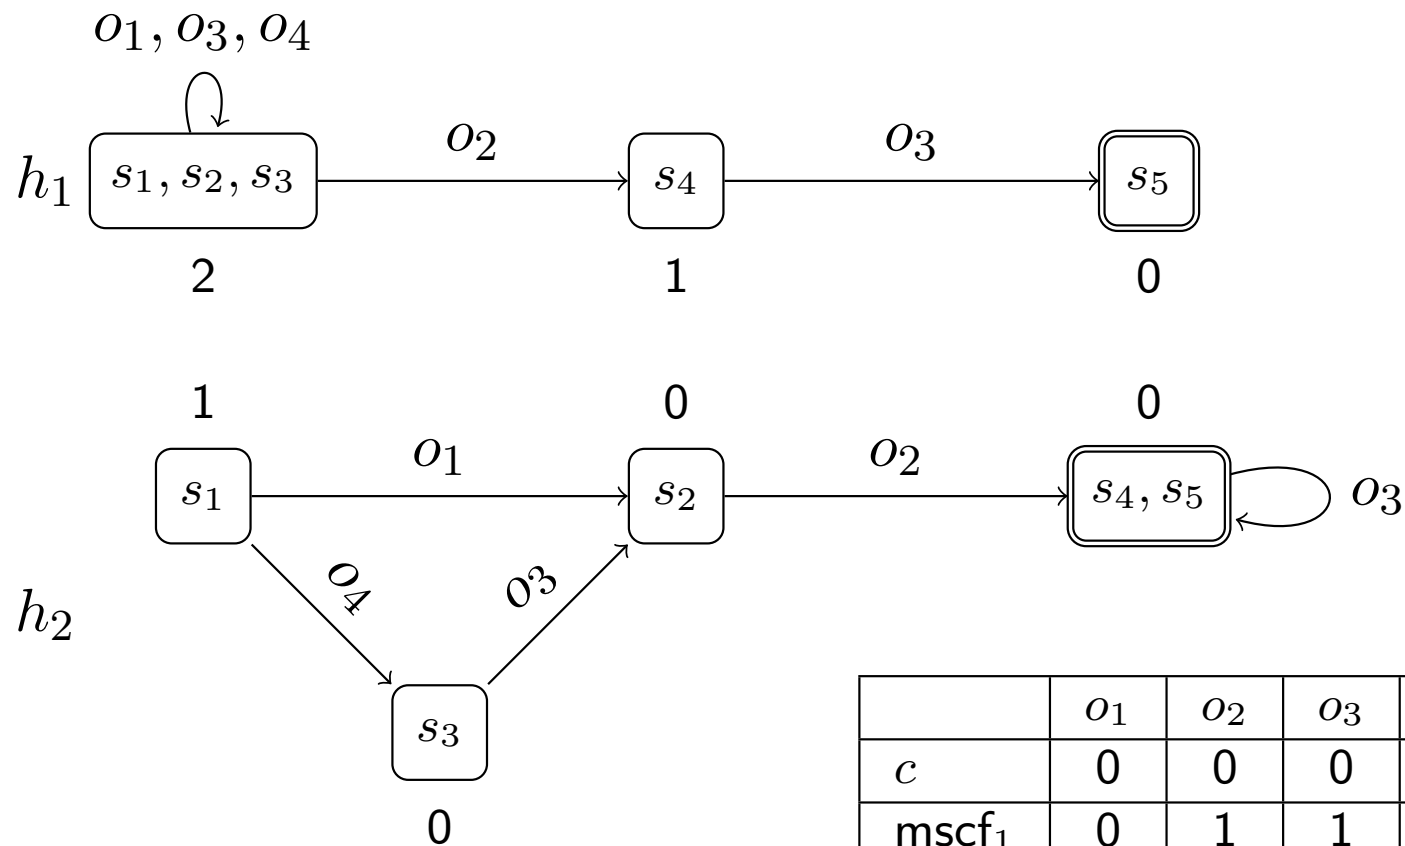 o₁, o₃, o₄
h₁ s₁, s₂, s₃ o₂ s₄ o₃ s₅
2 1 0
1 0 0
s₁ o₁ s₂ o₂ s₄, s₅ o₃
h₂ o₄ o₃
s₃
0
o₁ o₂ o₃
c 0 0 0
mscf₁ 0 1 1